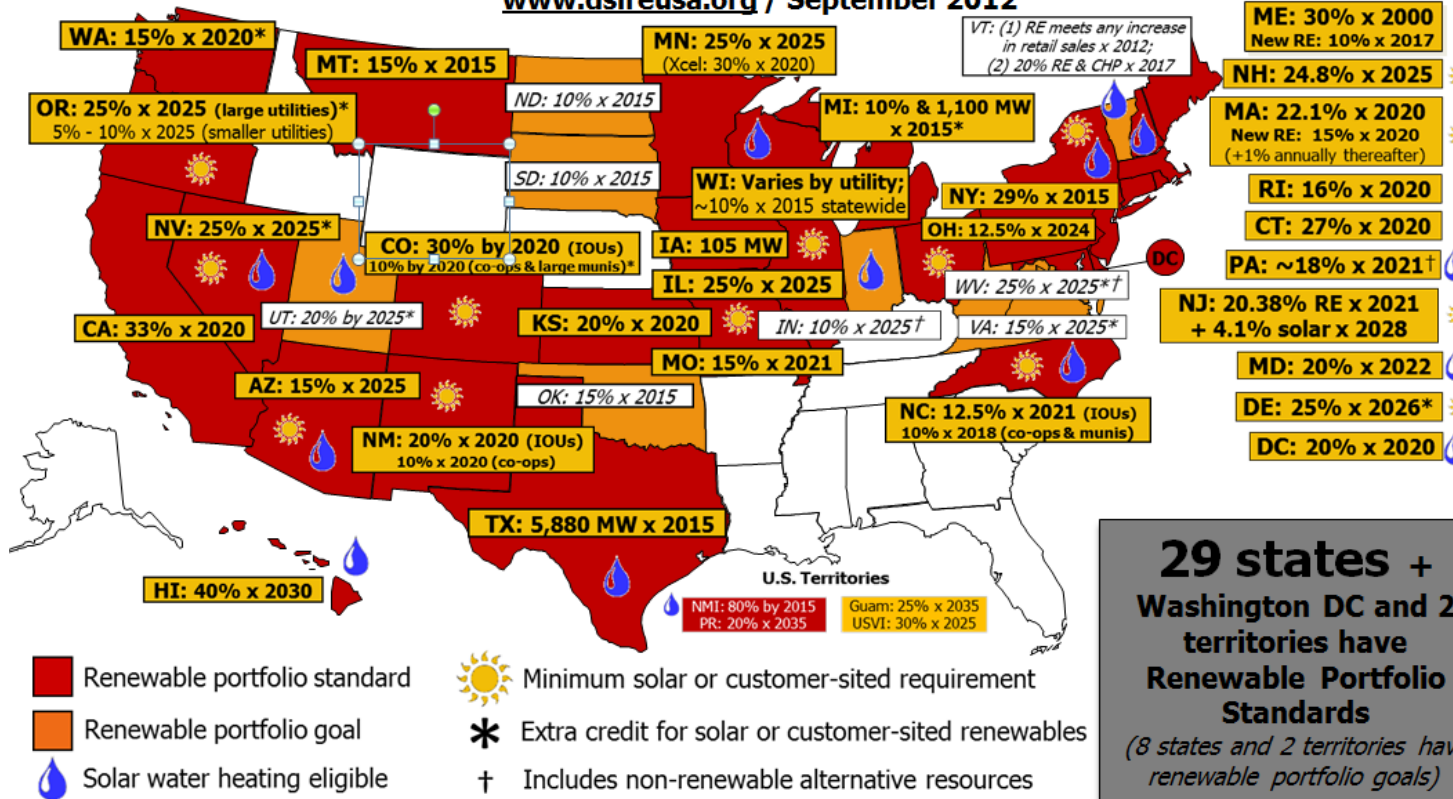 www.dsireusa.org / September 2012
WA: 15% x 2020*
MT: 15% x 2015
MN: 25% x 2025
(Xcel: 30% x 2020)
VT: (1) RE meets any increase
in retail sales x 2012;
(2) 20% RE & CHP x 2017
ME: 30% x 2000
New RE: 10% x 2017
NH: 24.8% x 2025
OR: 25% x 2025 (large utilities)*
5% - 10% x 2025 (smaller utilities)
ND: 10% x 2015
MI: 10% & 1,100 MW
x 2015*
MA: 22.1% x 2020
New RE: 15% x 2020
(+1% annually thereafter)
SD: 10% x 2015
WI: Varies by utility;
~10% x 2015 statewide
NY: 29% x 2015
RI: 16% x 2020
NV: 25% x 2025*
CO: 30% by 2020 (IOUs)
10% by 2020 (co-ops & large munis)*
IA: 105 MW
OH: 12.5% x 2024
CT: 27% x 2020
DC
PA: ~18% x 2021†
IL: 25% x 2025
WV: 25% x 2025*†
CA: 33% x 2020
UT: 20% by 2025*
KS: 20% x 2020
IN: 10% x 2025†
VA: 15% x 2025*
NJ: 20.38% RE x 2021
+ 4.1% solar x 2028
MO: 15% x 2021
MD: 20% x 2022
AZ: 15% x 2025
OK: 15% x 2015
NC: 12.5% x 2021 (IOUs)
10% x 2018 (co-ops & munis)
DE: 25% x 2026*
NM: 20% x 2020 (IOUs)
10% x 2020 (co-ops)
DC: 20% x 2020
TX: 5,880 MW x 2015
HI: 40% x 2030
U.S. Territories
NMI: 80% by 2015
PR: 20% x 2035
Guam: 25% x 2035
USVI: 30% x 2025
29 states +
Washington DC and 2
territories have
Renewable Portfolio
Standards
(8 states and 2 territories hav
renewable portfolio goals)
Renewable portfolio standard
Renewable portfolio goal
Solar water heating eligible
Minimum solar or customer-sited requirement
* Extra credit for solar or customer-sited renewables
† Includes non-renewable alternative resources